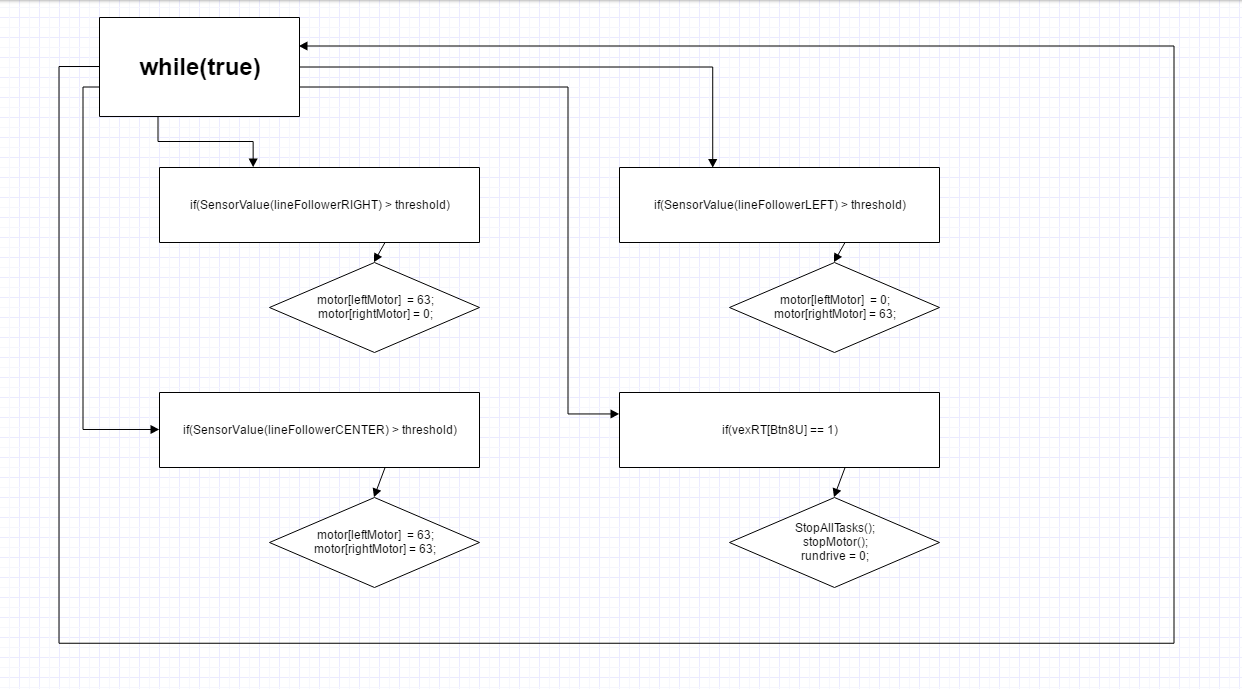 while(true)
if(SensorValue(lineFollowerRIGHT) > threshold)
motor[leftMotor]  = 63;
motor[rightMotor] = 0;
if(SensorValue(lineFollowerLEFT) > threshold)
motor[leftMotor]  = 0;
motor[rightMotor] = 63;
if(SensorValue(lineFollowerCENTER) > threshold)
motor[leftMotor]  = 63;
motor[rightMotor] = 63;
if(vexRT[Btn8U] == 1)
StopAllTasks();
stopMotor();
rundrive = 0;